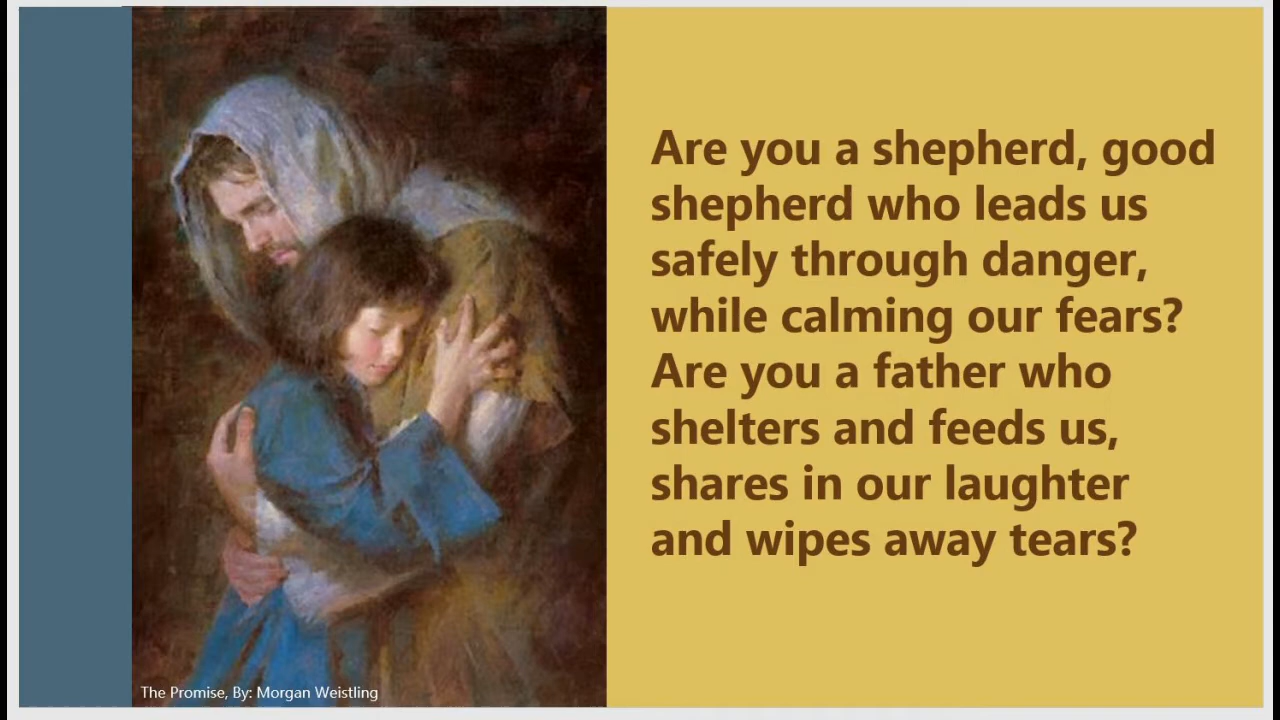 Are you a shepherd, good
shepherd who leads us
safely through danger,
while calming our fears?
Are you a father who
shelters and feeds us,
shares in our laughter
and wipes away tears?
The Promise, By: Morgan Weistling